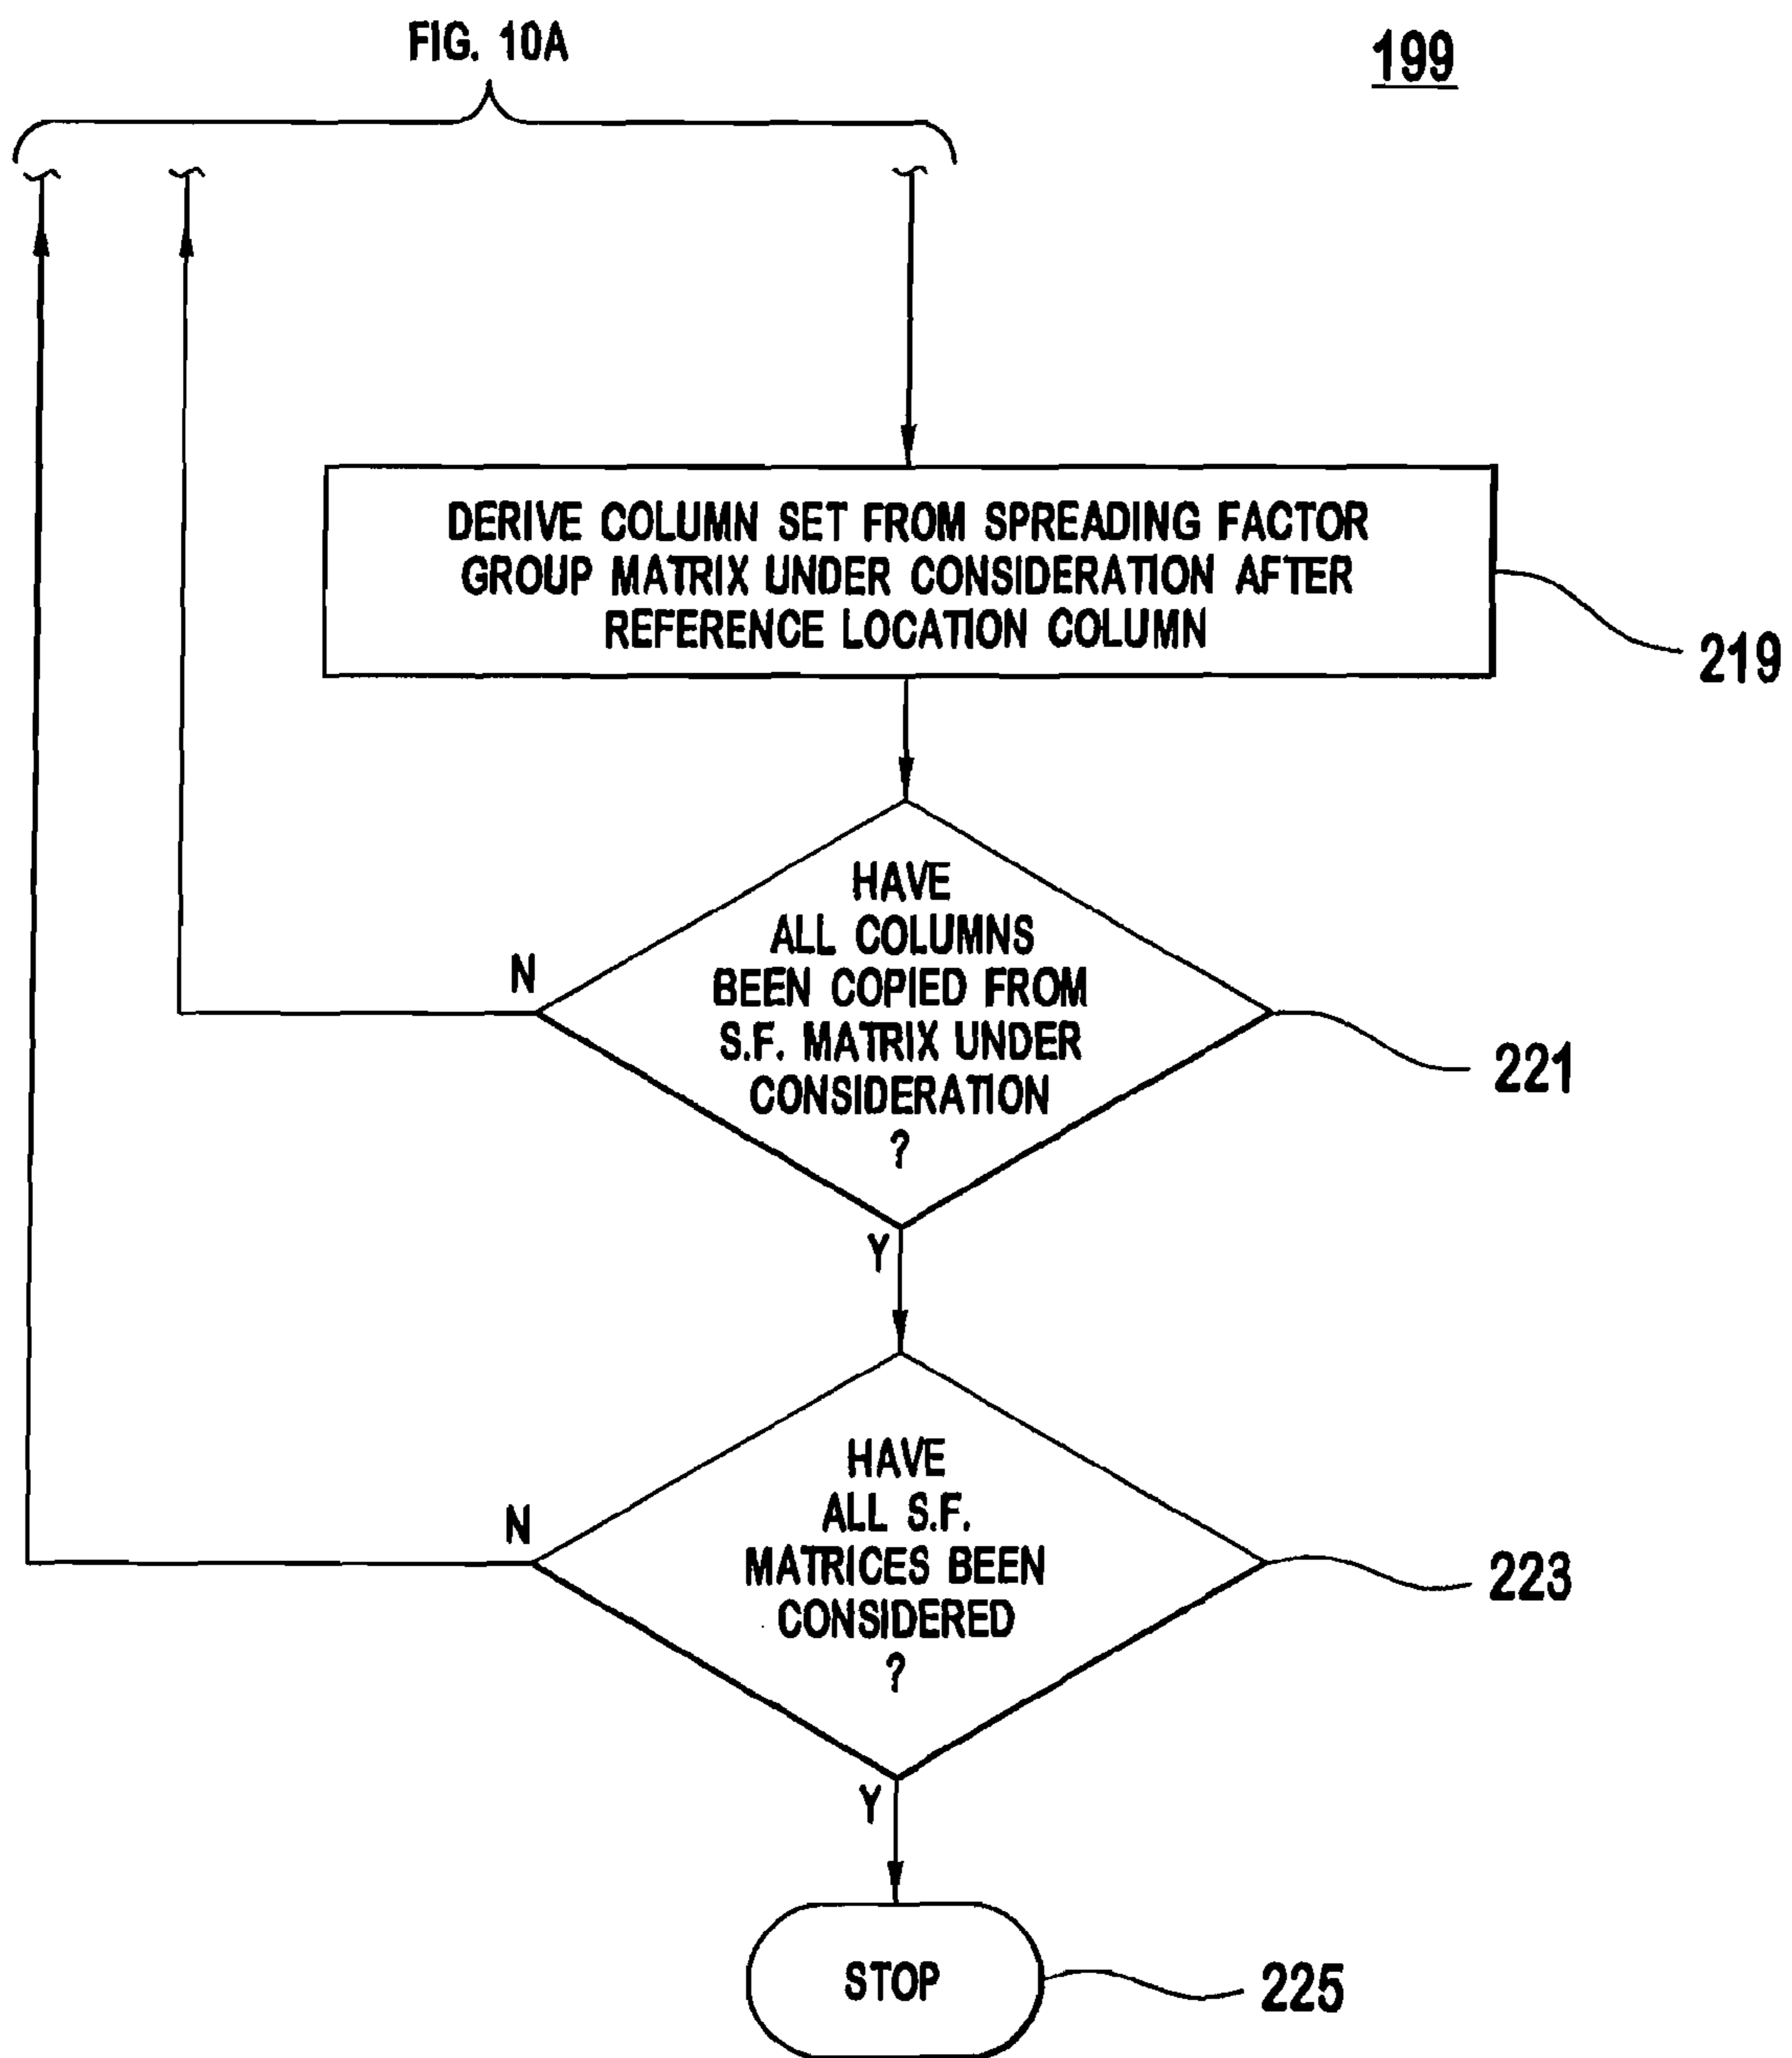 FIG. 10A
199
DERIVE COLUMN SET FROM SPREADING FACTOR
GROUP MATRIX UNDER CONSIDERATION AFTER
REFERENCE LOCATION COLUMN
219
HAVE
ALL COLUMNS
BEEN COPIED FROM
S.F. MATRIX UNDER
CONSIDERATION
?
N
221
Y
HAVE
ALL S.F.
MATRICES BEEN
CONSIDERED
?
N
223
Y
STOP
225